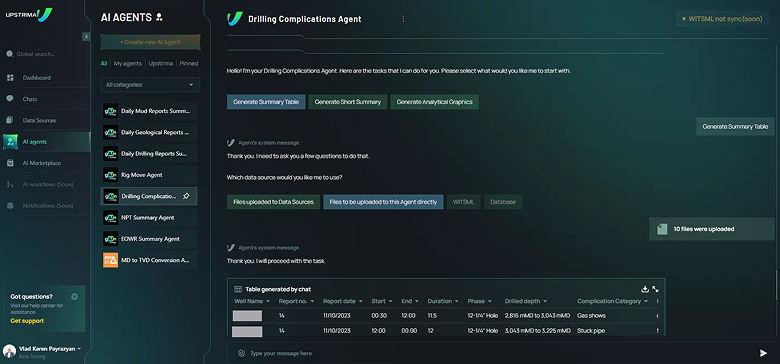 UPSTRIMA
Global search...
Dashboard
Chats
Data Sources
AI agents
AI Marketplace
AI workflows (Soon)
Notifications (Soon)
Got questions?
Visit our help center for
assistance
Get support
Vlad Karen Payrazyan
Beta Testing
AI AGENTS
+ Create new AI Agent
All My agents Upstrima Pinned
All categories
Daily Mud Reports Summ...
Daily Geological Reports ...
Daily Drilling Reports Su...
Rig Move Agent
Drilling Complicatio...
NPT Summary Agent
EOWR Summary Agent
MD to TVD Conversion A...
Drilling Complications Agent
WITSML not sync(soon)
Hello! I'm your Drilling Complications Agent. Here are the tasks that I can do for you. Please select what would you like me to start with.
Generate Summary Table Generate Short Summary Generate Analytical Graphics
Generate Summary Table
Agent's system message
Thank you. I need to ask you a few questions to do that.
Which data source would you like me to use?
Files uploaded to Data Sources Files to be uploaded to this Agent directly WITSML Database
10 files were uploaded
Agent's system message
Thank you. I will proceed with the task.
Table generated by chat
Well Name Report no. Report date Start End Duration Phase Drilled depth Complication Category
14 11/10/2023 00:30 12:00 11.5 12-1/4" Hole 2,816 mMD to 3,043 mMD Gas shows
14 11/10/2023 12:00 00:00 12 12-1/4" Hole 3,043 mMD to 3,225 mMD Stuck pipe
Type your message here